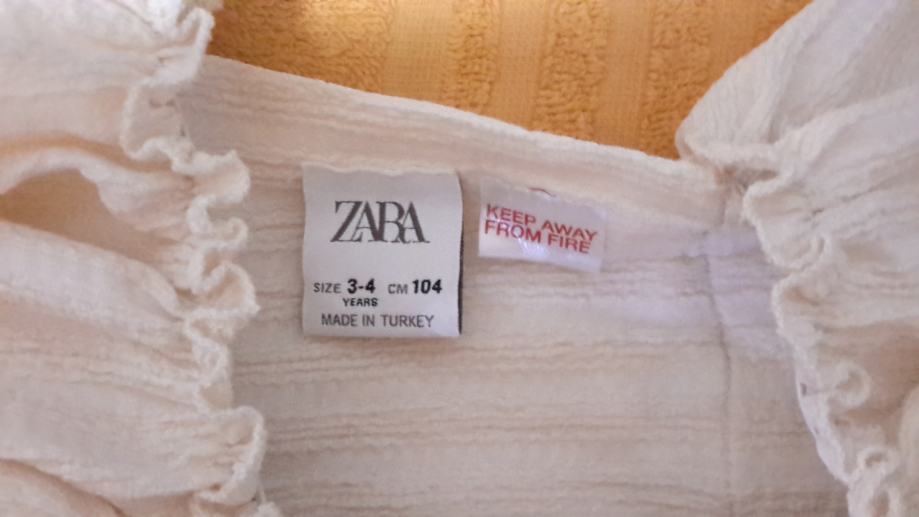 ZARA
SIZE 3-4 CM 104
YEARS
MADE IN TURKEY
KEEP AWAY
FROM FIRE